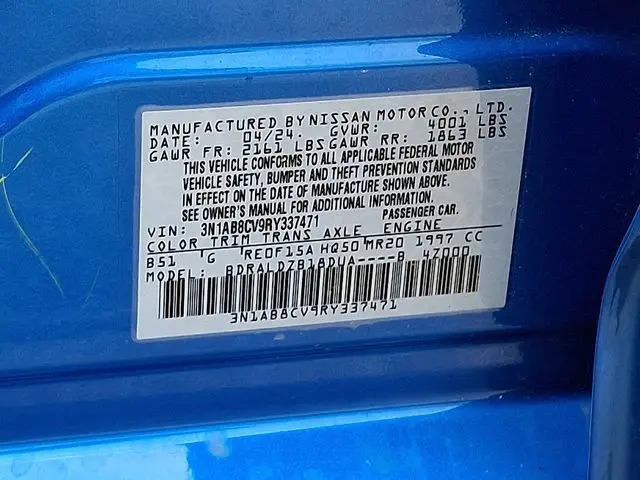 MANUFACTURED BY NISSAN MOTOR CO., LTD.
DATE: 04/24. GVWR: 4001 LBS
GAWR FR: 2161 LBS GAWR RR: 1863 LBS
THIS VEHICLE CONFORMS TO ALL APPLICABLE FEDERAL MOTOR
VEHICLE SAFETY, BUMPER AND THEFT PREVENTION STANDARDS
IN EFFECT ON THE DATE OF MANUFACTURE SHOWN ABOVE.
SEE OWNER'S MANUAL FOR ADDITIONAL INFORMATION.
VIN: 3N1AB8CV9RY337471 PASSENGER CAR.
COLOR TRIM TRANS AXLE ENGINE
B51 G RE0F15A HQ50 MR20 1997 CC
MODEL: BDRALDZB18DUA----B 47000
3N1AB8CV9RY337471